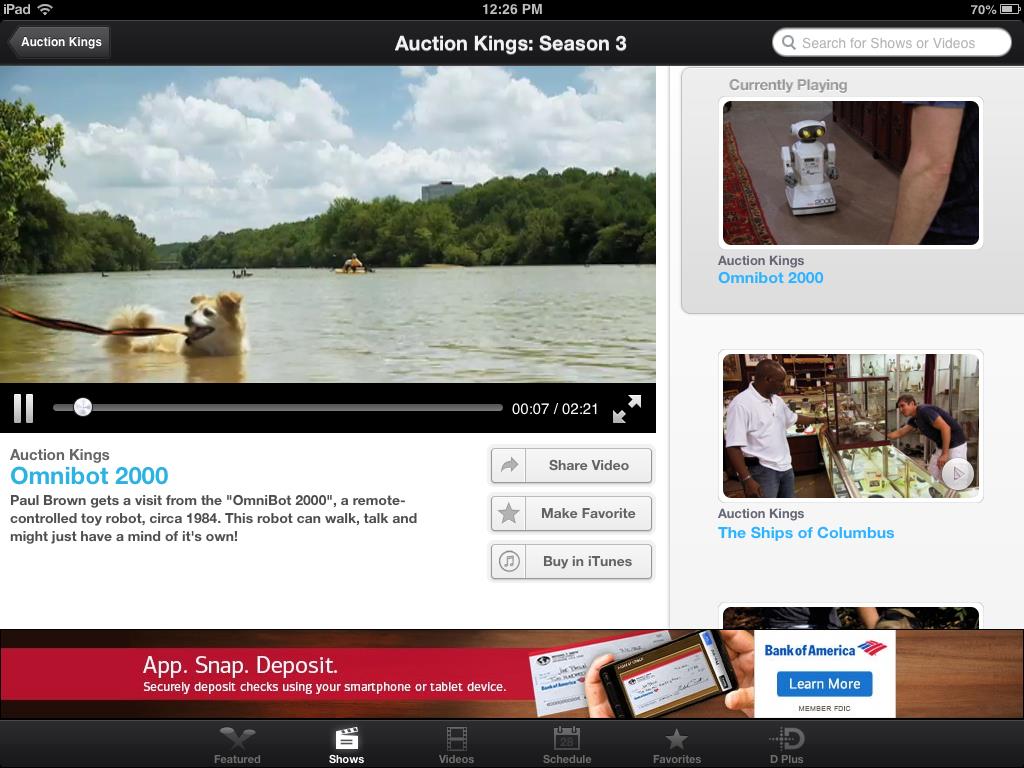 iPad
12:26 PM
70%
Auction Kings
Auction Kings: Season 3
Search for Shows or Videos
Currently Playing
2000
Auction Kings
Omnibot 2000
00:07 / 02:21
Auction Kings
Omnibot 2000
Paul Brown gets a visit from the "OmniBot 2000", a remote-
controlled toy robot, circa 1984. This robot can walk, talk and
might just have a mind of it's own!
Share Video
Make Favorite
Buy in iTunes
Auction Kings
The Ships of Columbus
App. Snap. Deposit.
Securely deposit checks using your smartphone or tablet device.
Bank of America
Bank of America
Learn More
MEMBER FDIC
Featured
Shows
Videos
28
Schedule
Favorites
D
D Plus